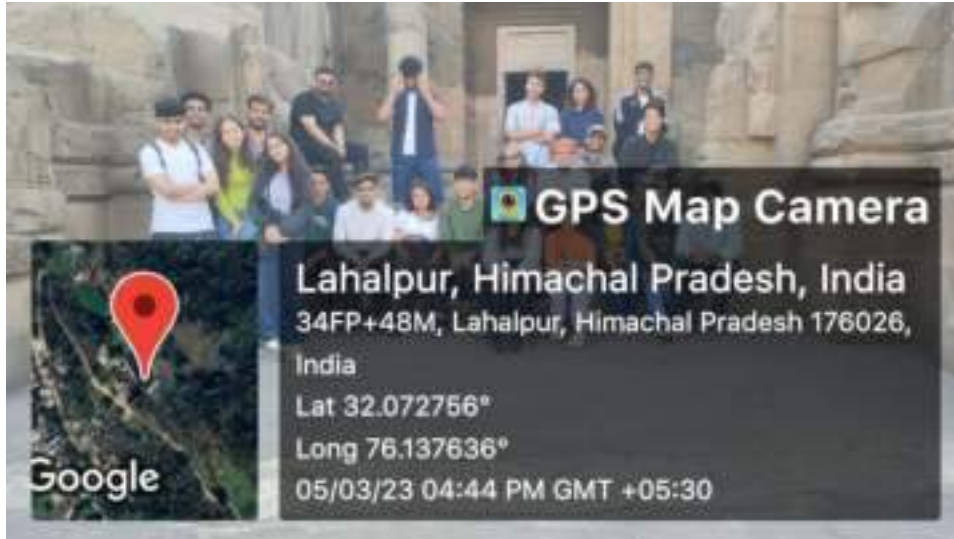 GPS Map Camera
Lahalpur, Himachal Pradesh, India
34FP+48M, Lahalpur, Himachal Pradesh 176026,
India
Lat 32.072756°
Long 76.137636°
05/03/23 04:44 PM GMT +05:30
Google